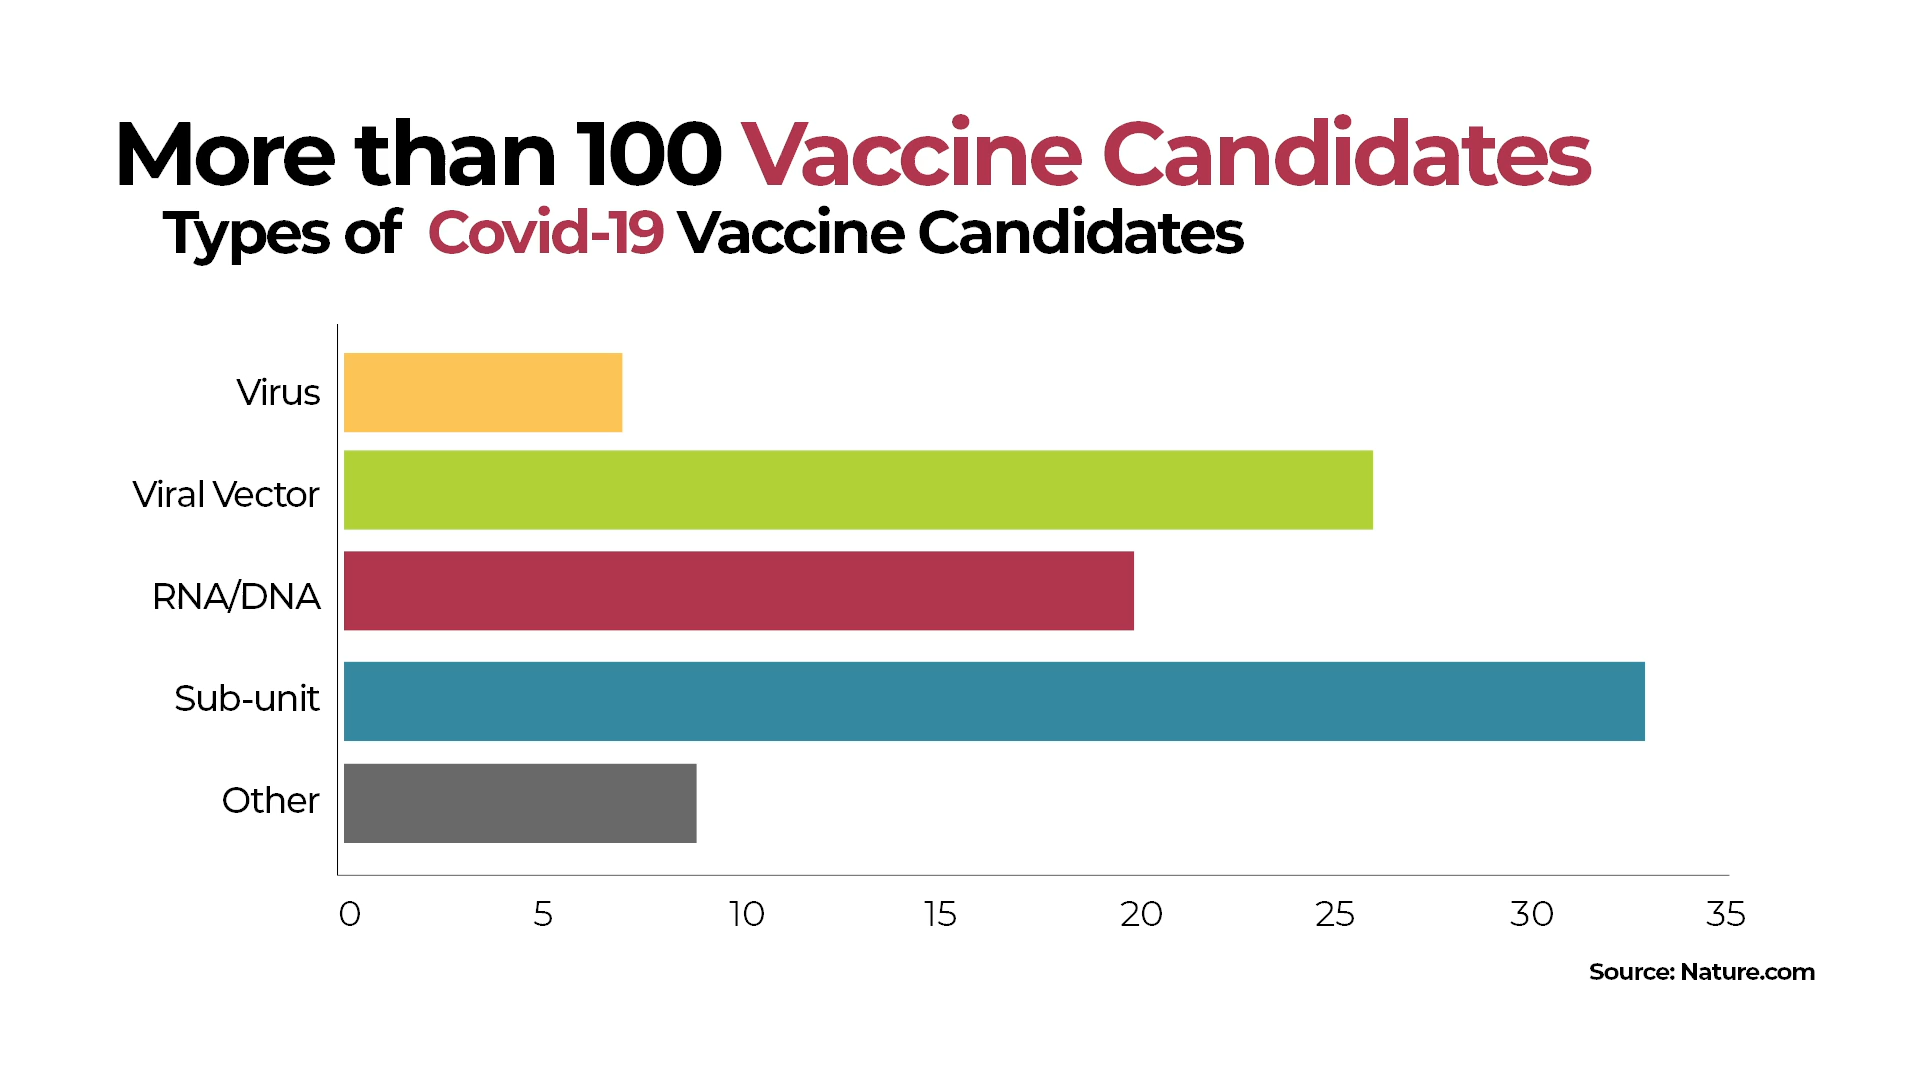 More than 100 Vaccine Candidates
Types of Covid-19 Vaccine Candidates
Virus
Viral Vector
RNA/DNA
Sub-unit
Other
0 5 10 15 20 25 30 35
Source: Nature.com